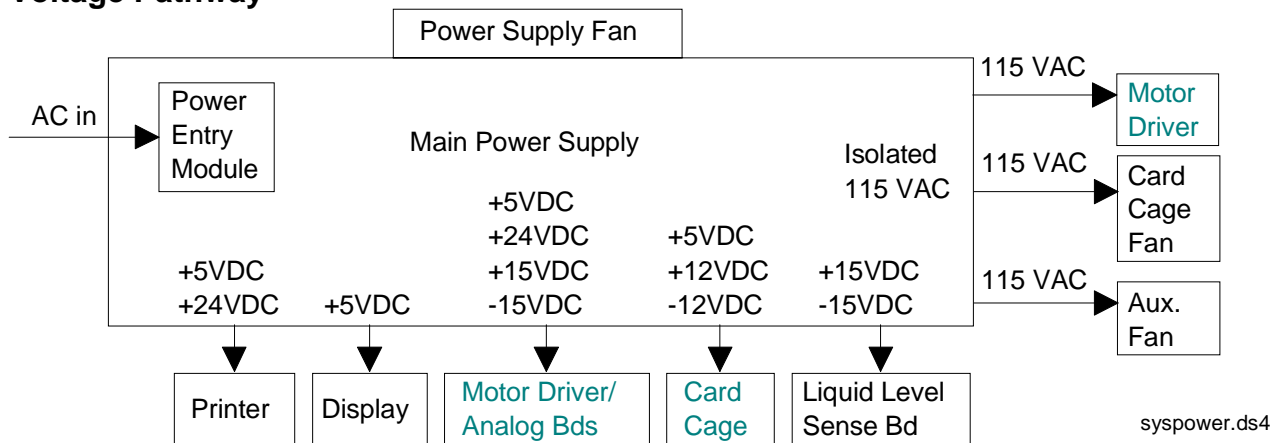 Voltage Pathway
Power Supply Fan
AC in
Power
Entry
Module
Main Power Supply
Isolated
115 VAC
115 VAC
Motor
Driver
115 VAC
Card
Cage
Fan
115 VAC
Aux.
Fan
+5VDC
+24VDC
+5VDC
+5VDC
+24VDC
+15VDC
-15VDC
+5VDC
+12VDC
-12VDC
+15VDC
-15VDC
Printer
Display
Motor Driver/
Analog Bds
Card
Cage
Liquid Level
Sense Bd
syspower.ds4